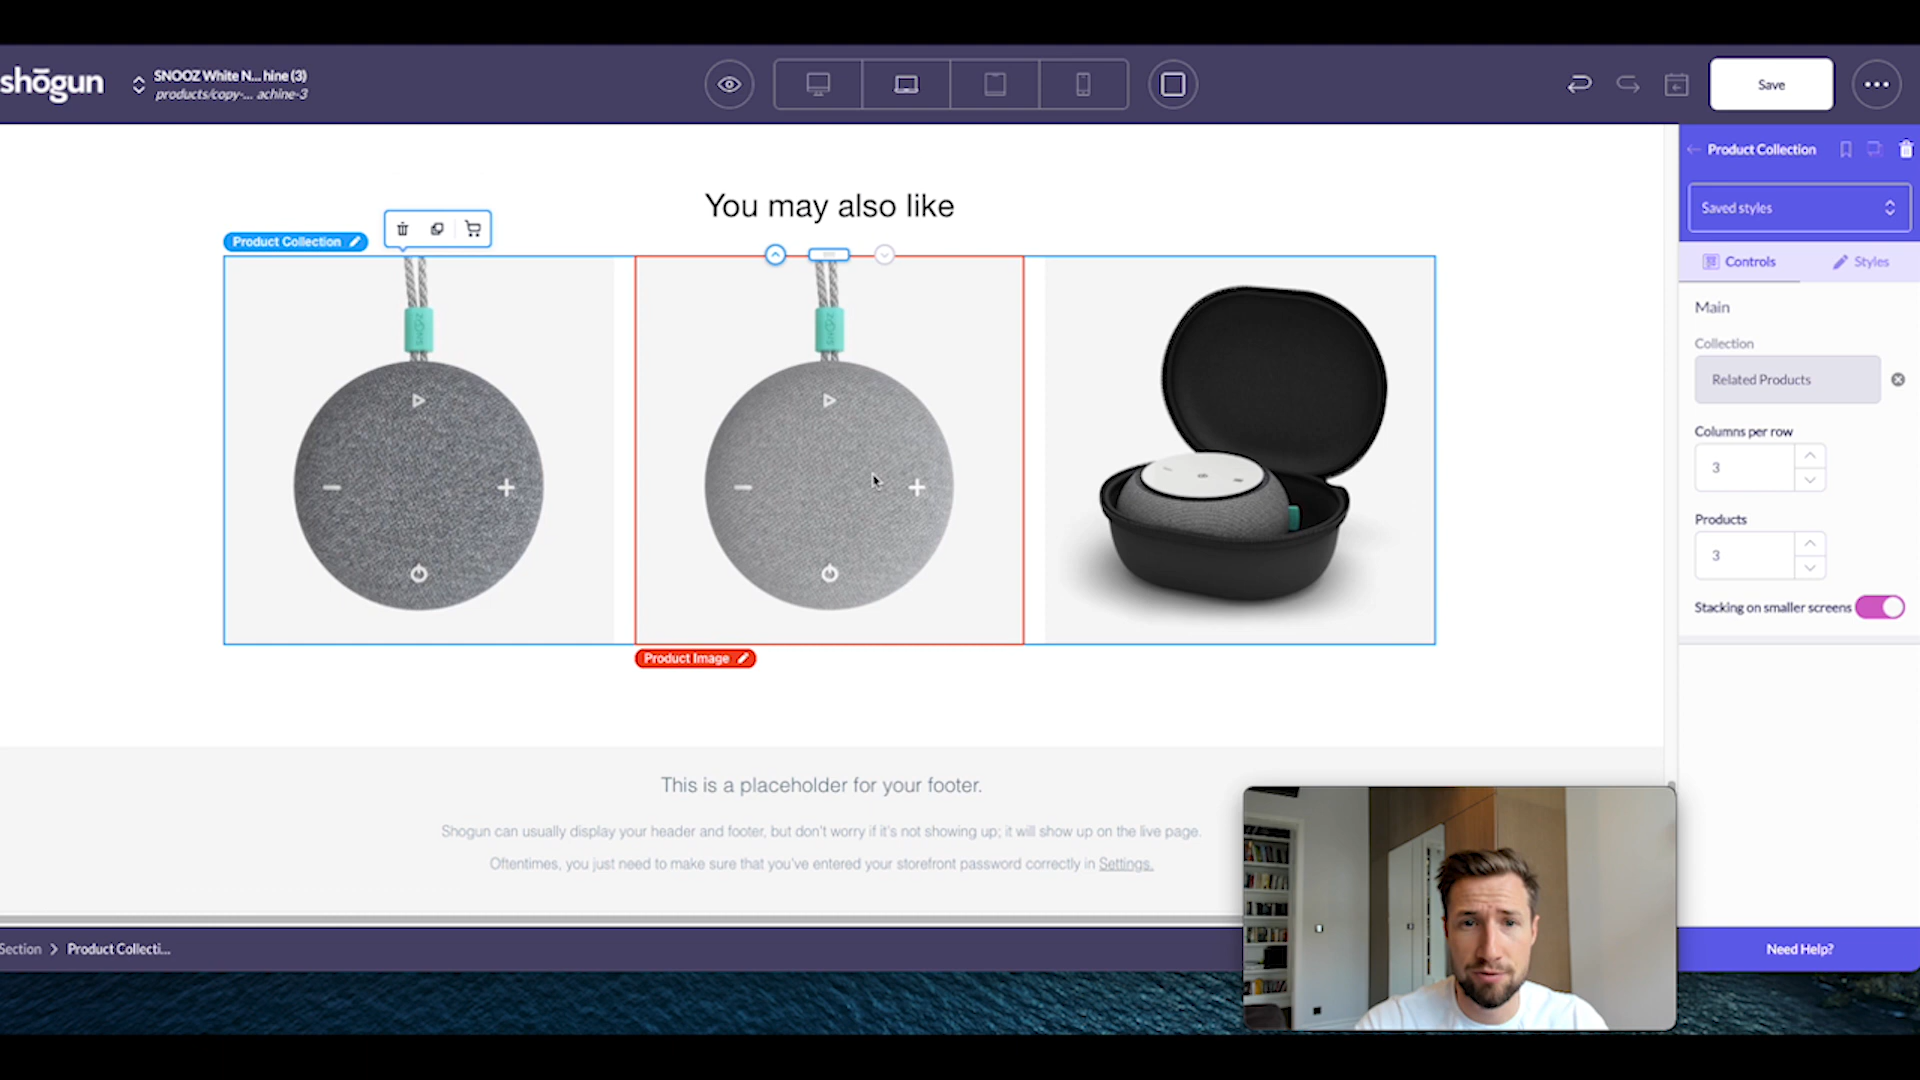 shōgun
SNOOZ White N... hine (3)
products/copy-... achine-3
Save
Product Collection
Saved styles
Controls
Styles
You may also like
Product Collection
SNOOZ
SNOOZ
Product Image
Main
Collection
Related Products
Columns per row
3
Products
3
Stacking on smaller screens
This is a placeholder for your footer.
Shogun can usually display your header and footer, but don't worry if it's not showing up; it will show up on the live page.
Oftentimes, you just need to make sure that you've entered your storefront password correctly in Settings.
Section > Product Collecti...
Need Help?